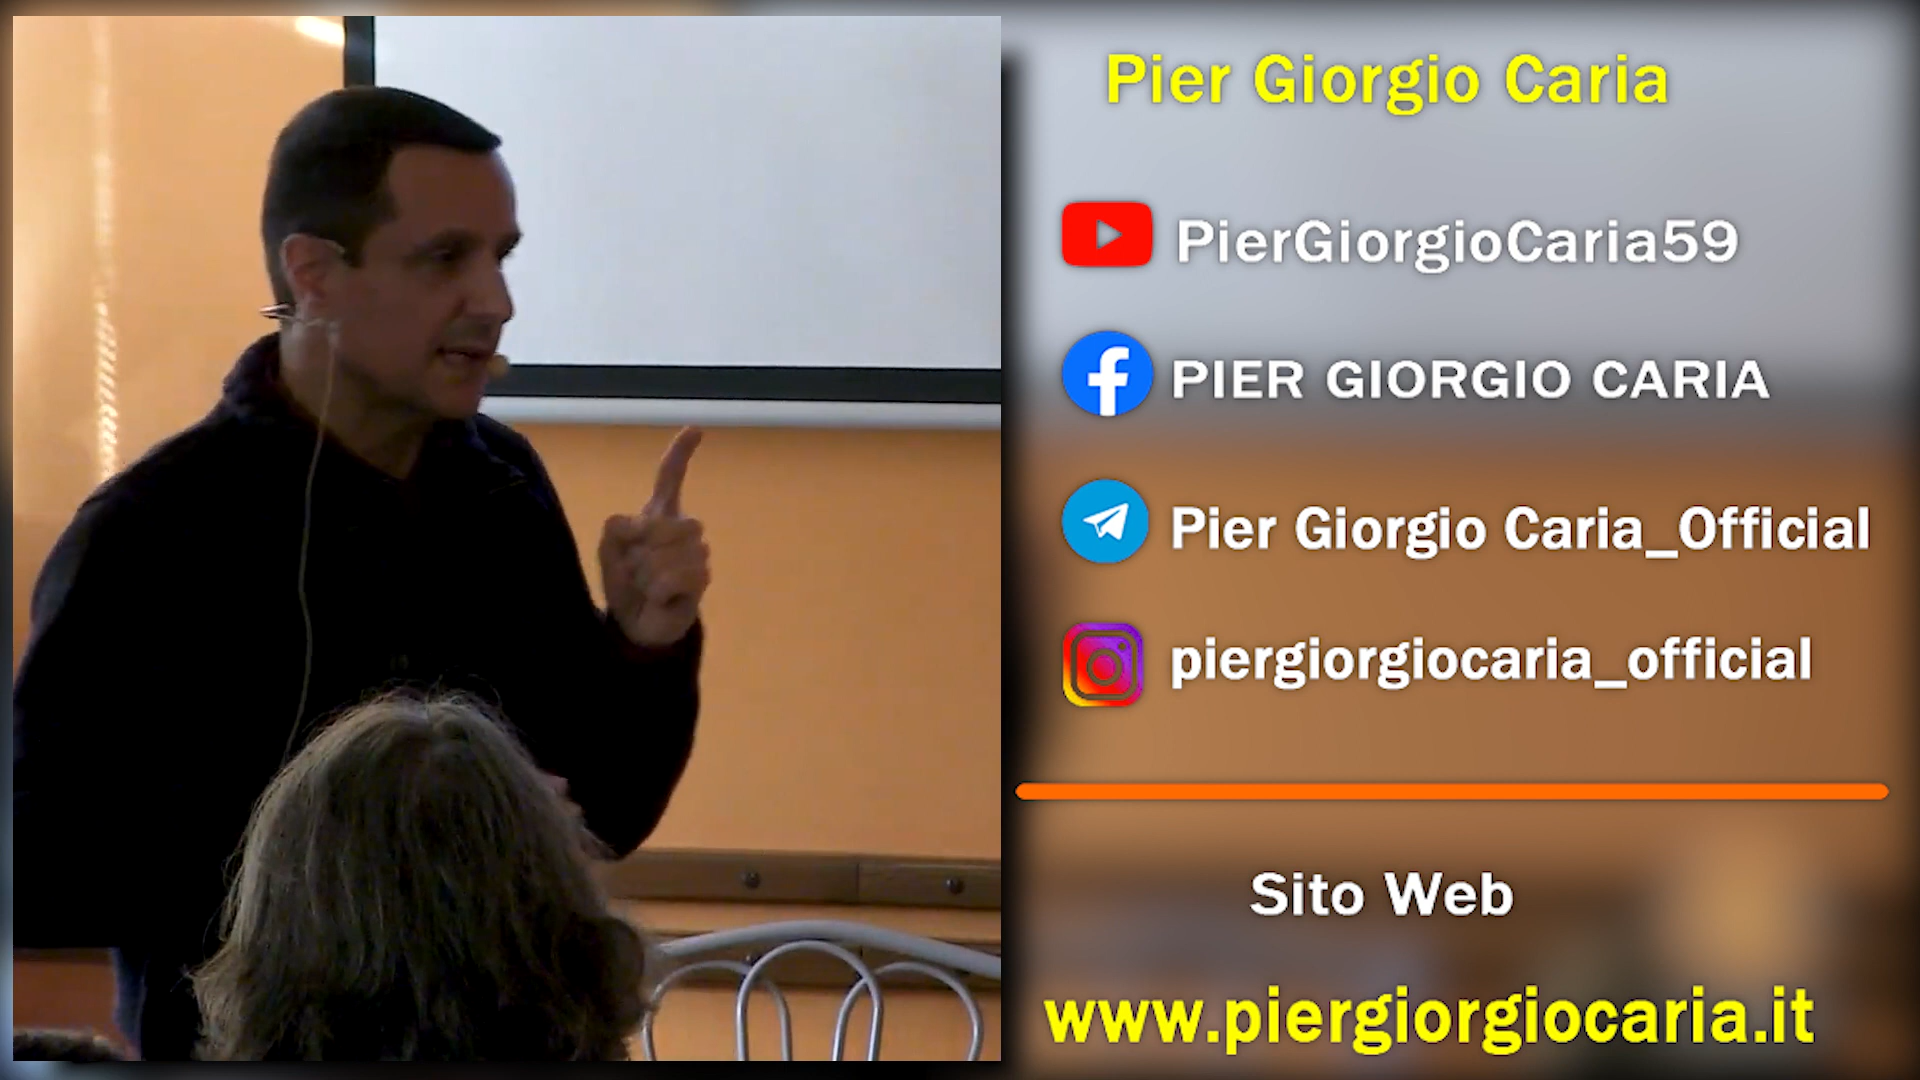 Pier Giorgio Caria
PierGiorgioCaria59
PIER GIORGIO CARIA
Pier Giorgio Caria_Official
piergiorgiocaria_official
Sito Web
www.piergiorgiocaria.it